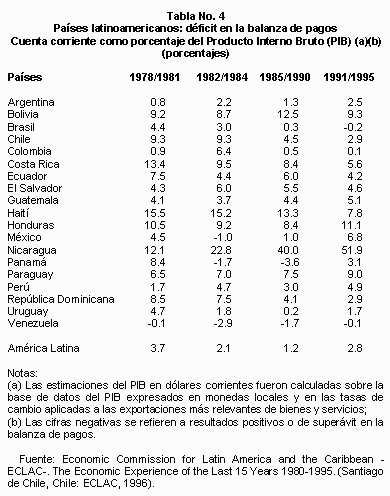 Tabla No. 4
Países latinoamericanos: déficit en la balanza de pagos
Cuenta corriente como porcentaje del Producto Interno Bruto (PIB) (a)(b)
(porcentajes)
Países 1978/1981 1982/1984 1985/1990 1991/1995
Argentina 0.8 2.2 1.3 2.5
Bolivia 9.2 8.7 12.5 9.3
Brasil 4.4 3.0 0.3 -0.2
Chile 9.3 9.3 4.5 2.9
Colombia 0.9 6.4 0.5 0.1
Costa Rica 13.4 9.5 8.4 5.6
Ecuador 7.5 4.4 6.0 4.2
El Salvador 4.3 6.0 5.5 4.6
Guatemala 4.1 3.7 4.4 5.1
Haití 15.5 15.2 13.3 7.8
Honduras 10.5 9.2 8.4 11.1
México 4.5 -1.0 1.0 6.8
Nicaragua 12.1 22.8 40.0 51.9
Panamá 8.4 -1.7 -3.6 3.1
Paraguay 6.5 7.0 7.5 9.0
Perú 1.7 4.7 3.0 4.9
República Dominicana 8.5 7.5 4.1 2.9
Uruguay 4.7 1.8 0.2 1.7
Venezuela -0.1 -2.9 -1.7 -0.1
América Latina 3.7 2.1 1.2 2.8
Notas:
(a) Las estimaciones del PIB en dólares corrientes fueron calculadas sobre la
base de datos del PIB expresados en monedas locales y en las tasas de
cambio aplicadas a las exportaciones más relevantes de bienes y servicios;
(b) Las cifras negativas se refieren a resultados positivos o de superávit en la
balanza de pagos.
Fuente: Economic Commission for Latin America and the Caribbean -
ECLAC-. The Economic Experience of the Last 15 Years 1980-1995. (Santiago
de Chile, Chile: ECLAC, 1996).